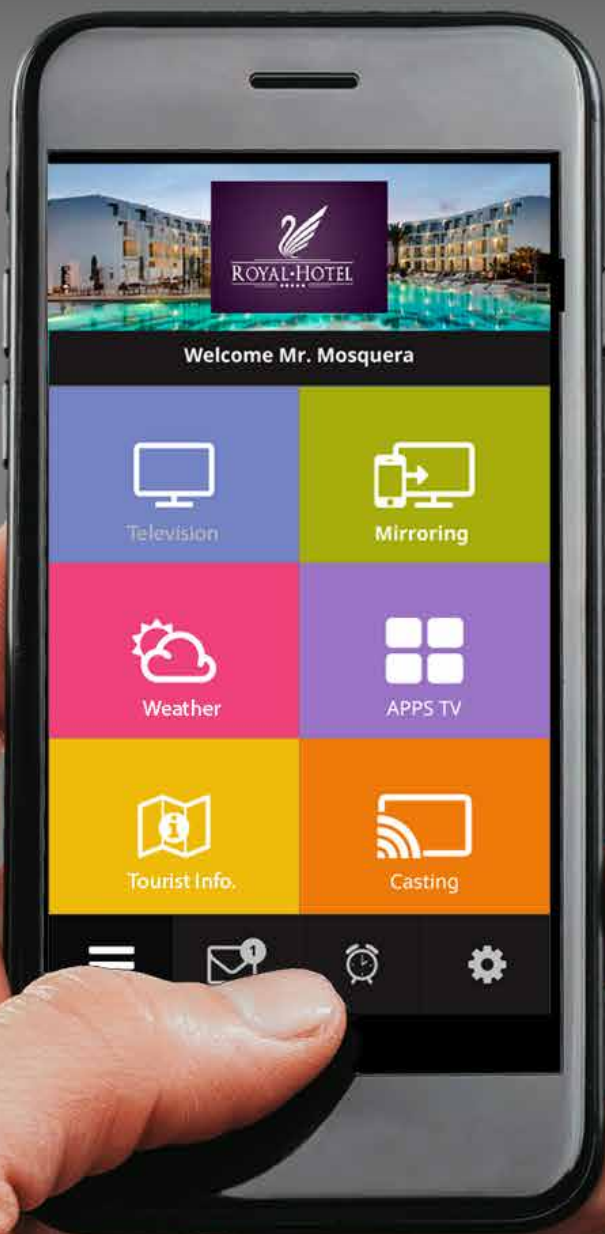 ROYAL·HOTEL
Welcome Mr. Mosquera
Television
Mirroring
Weather
APPS TV
Tourist Info.
Casting
1